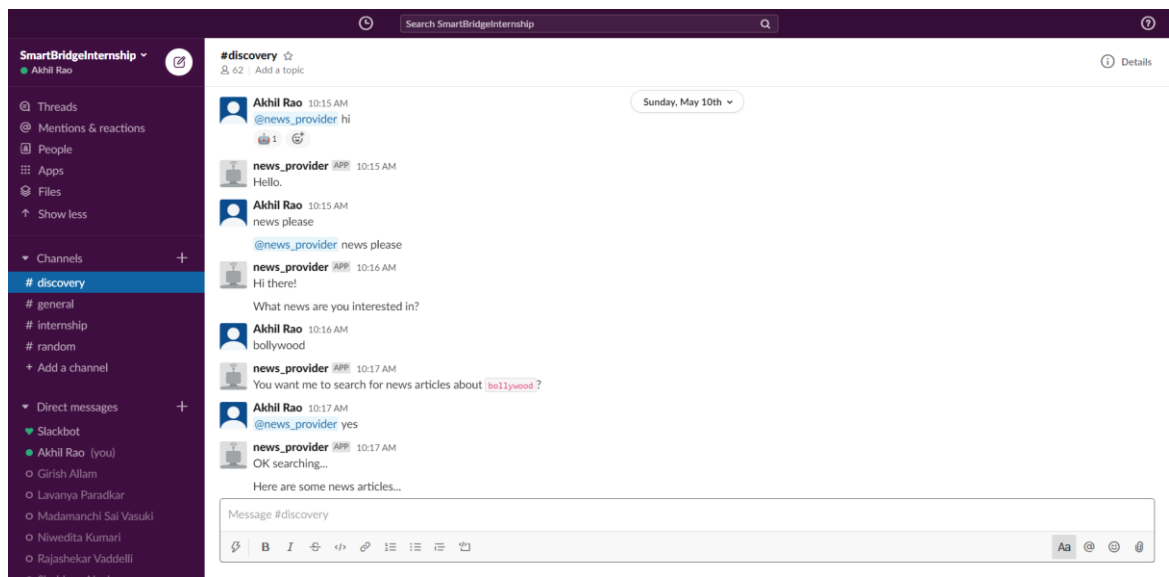 Search SmartBridgeInternship
SmartBridgeInternship
Akhil Rao
Threads
Mentions & reactions
People
Apps
Files
Show less
Channels
# discovery
# general
# internship
# random
+ Add a channel
Direct messages
Slackbot
Akhil Rao (you)
Girish Allam
Lavanya Paradkar
Madamanchi Sai Vasuki
Niwedita Kumari
Rajashekar Vaddelli
#discovery
62 | Add a topic
Details
Sunday, May 10th
Akhil Rao 10:15 AM
@news_provider hi
1
news_provider APP 10:15 AM
Hello.
Akhil Rao 10:15 AM
news please
@news_provider news please
news_provider APP 10:16 AM
Hi there!
What news are you interested in?
Akhil Rao 10:16 AM
bollywood
news_provider APP 10:17 AM
You want me to search for news articles about bollywood ?
Akhil Rao 10:17 AM
@news_provider yes
news_provider APP 10:17 AM
OK searching...
Here are some news articles...
Message #discovery
B I S </>
Aa @